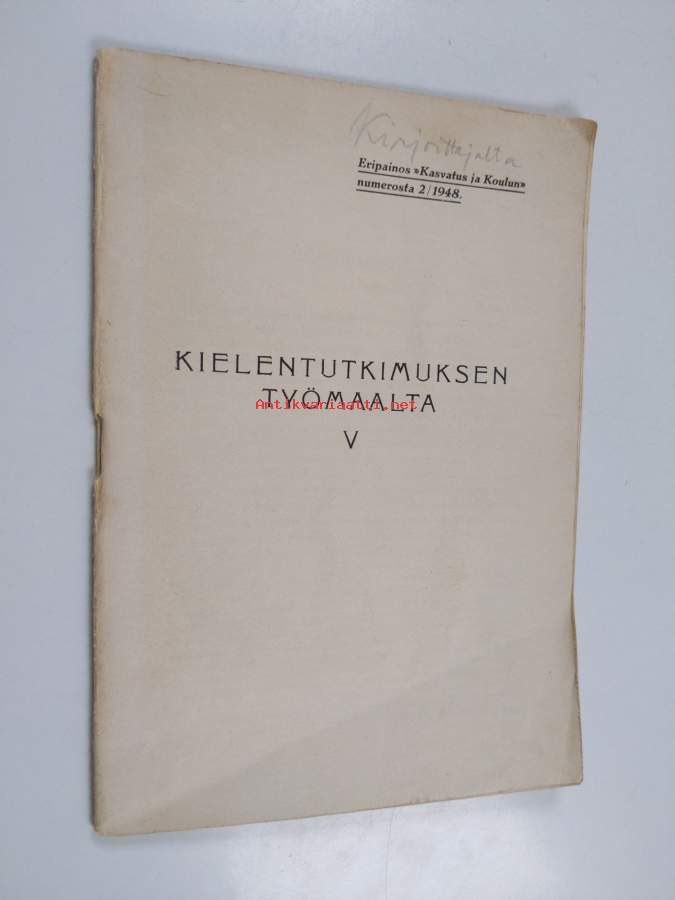 Kirjoittajalta
Eripainos »Kasvatus ja Koulun»
numerosta 2/1948.
KIELENTUTKIMUKSEN
TYÖMAALTA
Antikvariaatti.net
V